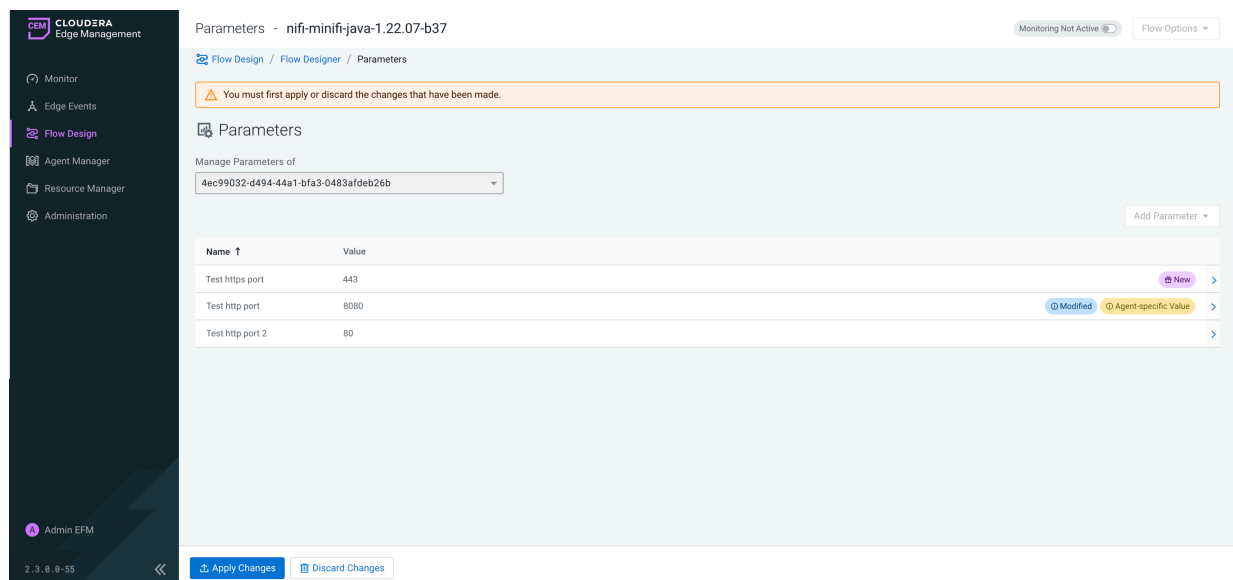 CEM CLOUDERA
Edge Management
Parameters - nifi-minifi-java-1.22.07-b37
Monitoring Not Active
Flow Options
Flow Design / Flow Designer / Parameters
Monitor
Edge Events
Flow Design
Agent Manager
Resource Manager
Administration
You must first apply or discard the changes that have been made.
Parameters
Manage Parameters of
4ec99032-d494-44a1-bfa3-0483afdeb26b
Add Parameter
Name ↑ Value
Test https port 443 New
Test http port 8080 Modified Agent-specific Value
Test http port 2 80
A Admin EFM
2.3.0.0-55
Apply Changes Discard Changes